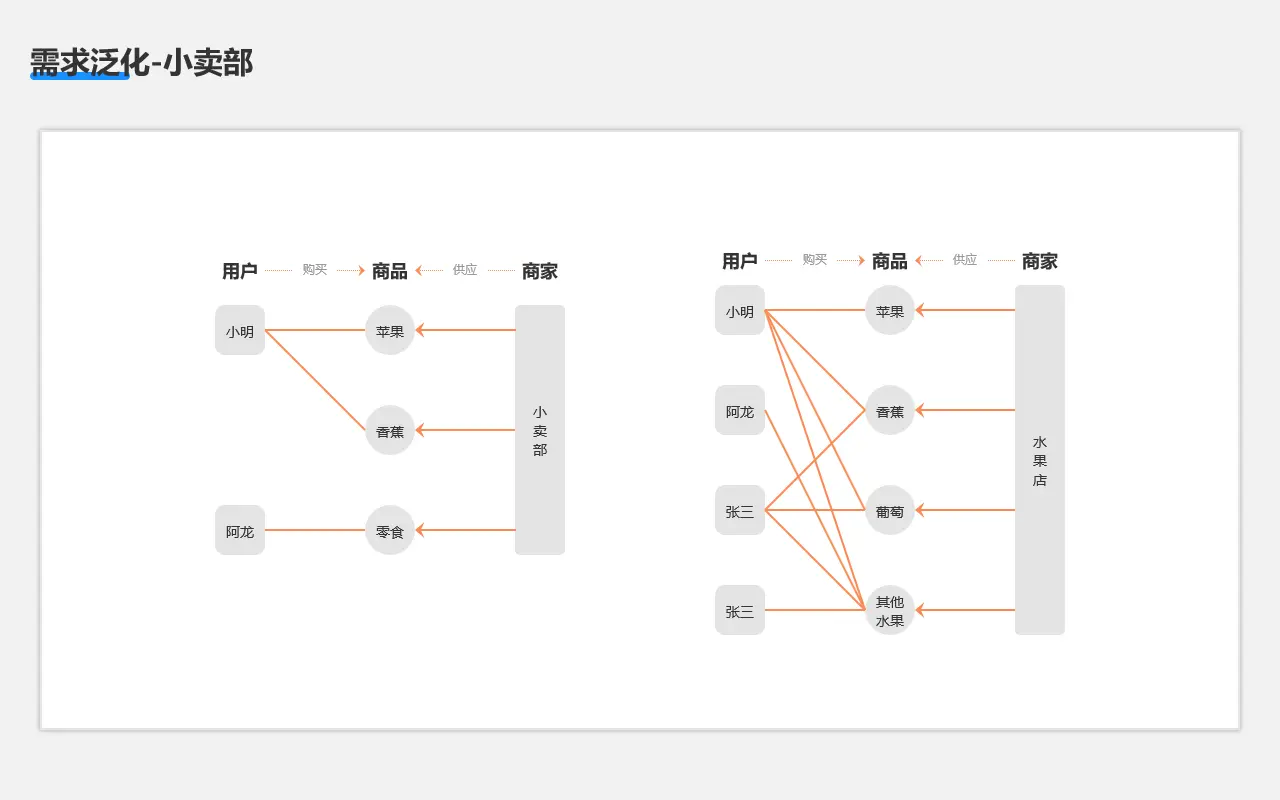 需求泛化-小卖部
用户 购买 商品 供应 商家
小明 苹果
香蕉
小卖部
阿龙 零食
用户 购买 商品 供应 商家
小明 苹果
阿龙 香蕉
水果店
张三 葡萄
张三 其他
水果